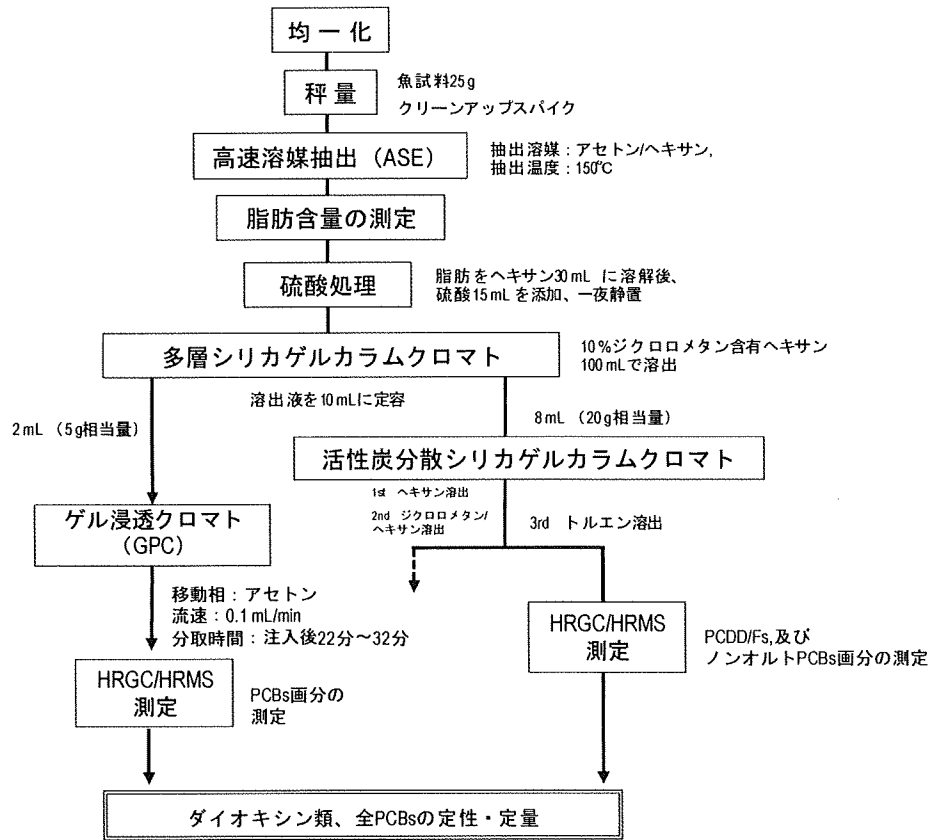 均一化
秤量
魚試料25g
クリーンアップスパイク
高速溶媒抽出（ASE）
抽出溶媒：アセトン/ヘキサン,
抽出温度：150℃
脂肪含量の測定
硫酸処理
脂肪をヘキサン30mL に溶解後、
硫酸15mLを添加、一夜静置
多層シリカゲルカラムクロマト
10%ジクロロメタン含有ヘキサン
100mLで溶出
溶出液を10mLに定容
2mL（5g相当量）
8mL（20g相当量）
活性炭分散シリカゲルカラムクロマト
1st ヘキサン溶出
2nd ジクロロメタン/
ヘキサン溶出
3rd トルエン溶出
ゲル浸透クロマト
（GPC）
移動相：アセトン
流速：0.1mL/min
分取時間：注入後22分～32分
HRGC/HRMS
測定
PCDD/Fs,及び
ノンオルトPCBs画分の測定
HRGC/HRMS
測定
PCBs画分の
測定
ダイオキシン類、全PCBsの定性・定量